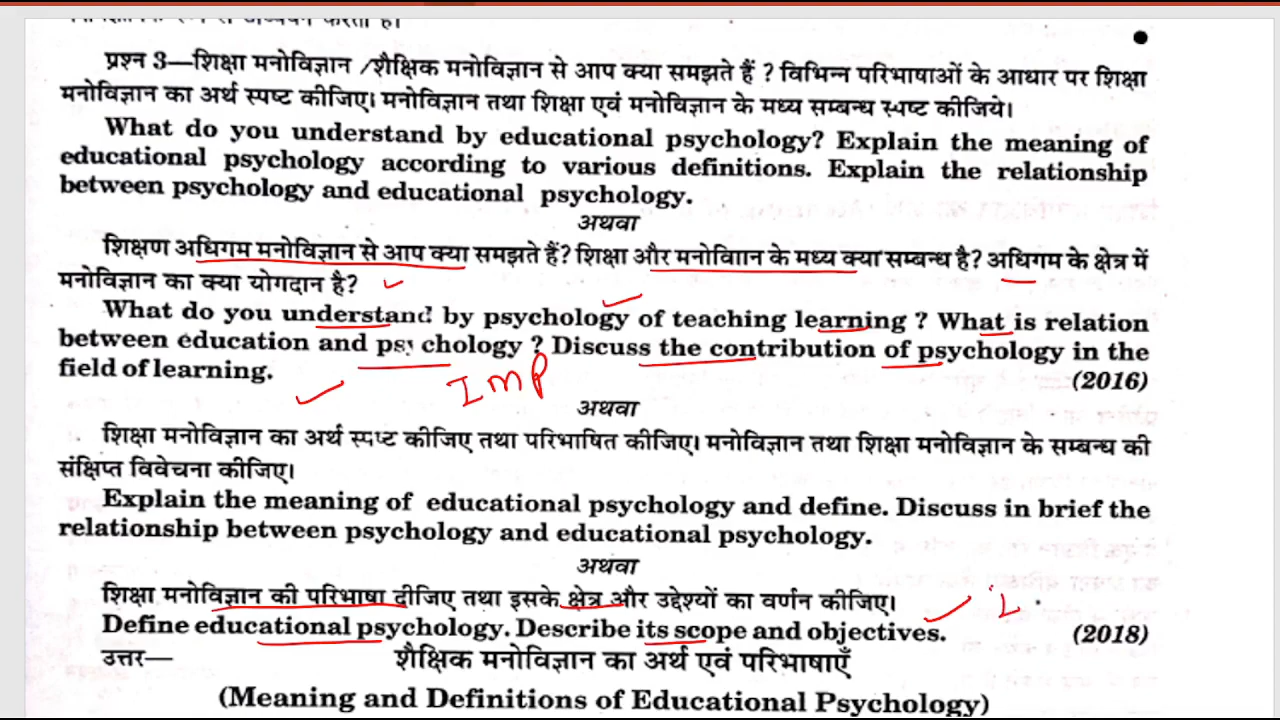 प्रश्न 3—शिक्षा मनोविज्ञान /शैक्षिक मनोविज्ञान से आप क्या समझते हैं ? विभिन्न परिभाषाओं के आधार पर शिक्षा
मनोविज्ञान का अर्थ स्पष्ट कीजिए। मनोविज्ञान तथा शिक्षा एवं मनोविज्ञान के मध्य सम्बन्ध स्पष्ट कीजिये।
What do you understand by educational psychology? Explain the meaning of
educational psychology according to various definitions. Explain the relationship
between psychology and educational psychology.
अथवा
शिक्षण अधिगम मनोविज्ञान से आप क्या समझते हैं? शिक्षा और मनोविाान के मध्य क्या सम्बन्ध है? अधिगम के क्षेत्र में
मनोविज्ञान का क्या योगदान है?
What do you understand by psychology of teaching learning ? What is relation
between education and psychology ? Discuss the contribution of psychology in the
field of learning. (2016)
IMP
अथवा
शिक्षा मनोविज्ञान का अर्थ स्पष्ट कीजिए तथा परिभाषित कीजिए। मनोविज्ञान तथा शिक्षा मनोविज्ञान के सम्बन्ध की
संक्षिप्त विवेचना कीजिए।
Explain the meaning of educational psychology and define. Discuss in brief the
relationship between psychology and educational psychology.
अथवा
शिक्षा मनोविज्ञान की परिभाषा दीजिए तथा इसके क्षेत्र और उद्देश्यों का वर्णन कीजिए।
Define educational psychology. Describe its scope and objectives. (2018)
उत्तर— शैक्षिक मनोविज्ञान का अर्थ एवं परिभाषाएँ
(Meaning and Definitions of Educational Psychology)